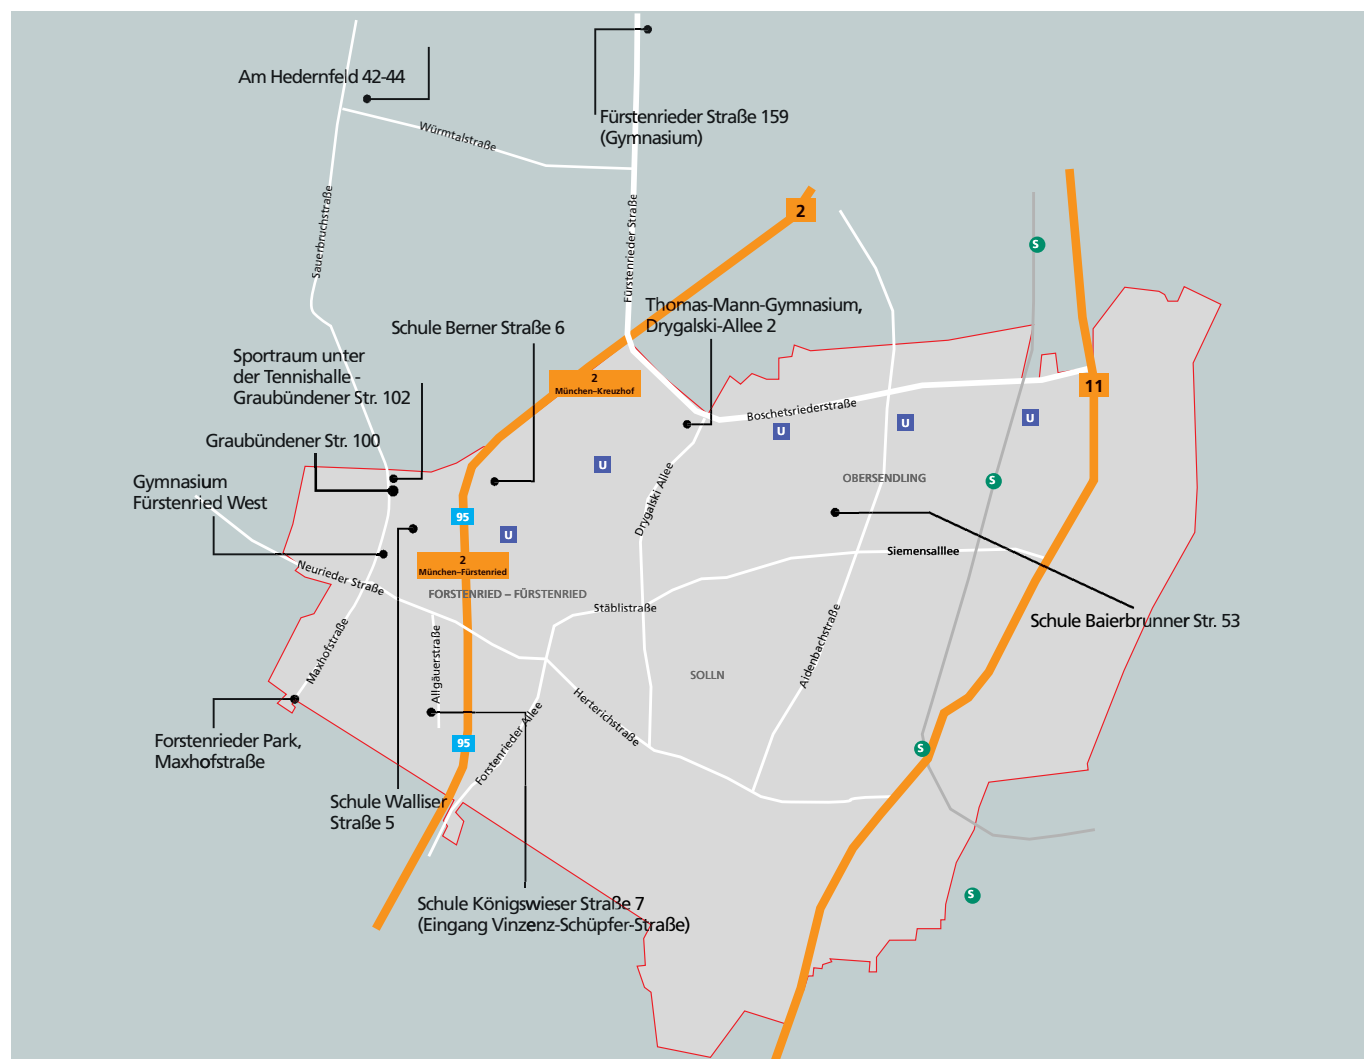 Am Hedernfeld 42-44
Fürstenrieder Straße 159
(Gymnasium)
Würmtalstraße
Sauerbruchstraße
Fürstenrieder Straße
2
S
Thomas-Mann-Gymnasium,
Drygalski-Allee 2
Schule Berner Straße 6
Sportraum unter
der Tennishalle -
Graubündener Str. 102
2
München–Kreuzhof
11
Boschetsriederstraße
U
U
U
Graubündener Str. 100
U
Gymnasium
Fürstenried West
Drygalski Allee
OBERSENDLING
S
95
U
2
München–Fürstenried
Siemensalllee
Neurieder Straße
FORSTENRIED – FÜRSTENRIED
Stäblistraße
Schule Baierbrunner Str. 53
Maxhofstraße
Allgäuerstraße
Aidenbachstraße
SOLLN
Herterichstraße
Forstenrieder Allee
Forstenrieder Park,
Maxhofstraße
95
S
Schule Walliser
Straße 5
S
Schule Königswieser Straße 7
(Eingang Vinzenz-Schüpfer-Straße)